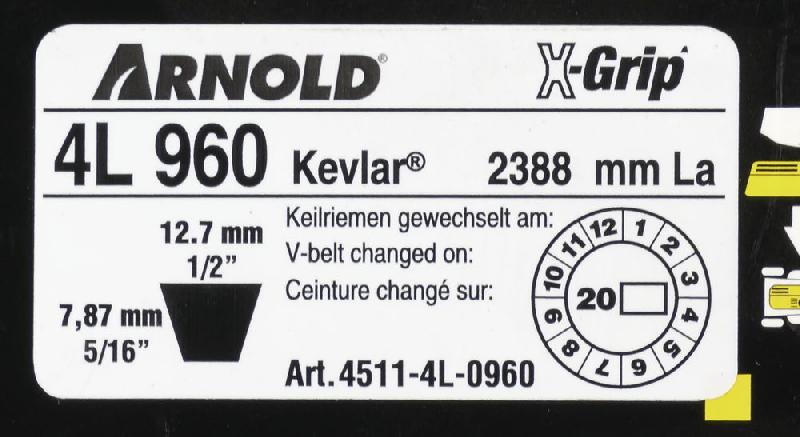 ARNOLD®
X-Grip
4L 960 Kevlar® 2388 mm La
12.7 mm
1/2”
7,87 mm
5/16”
Keilriemen gewechselt am:
V-belt changed on:
Ceinture changé sur:
1 2 3 4 5 6 7 8 9 10 11 12
20
Art. 4511-4L-0960